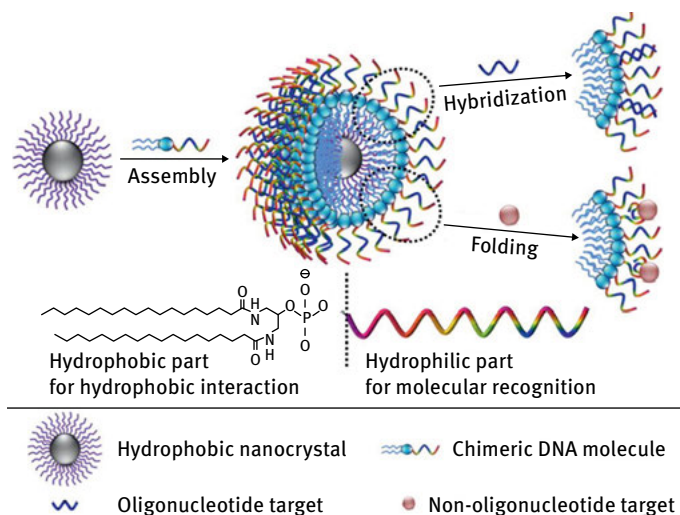 Hybridization
Assembly
Folding
⊖
O
O
N
H
O
P
O
O
H
N
O
Hydrophobic part
for hydrophobic interaction
Hydrophilic part
for molecular recognition
Hydrophobic nanocrystal
Chimeric DNA molecule
Oligonucleotide target
Non-oligonucleotide target